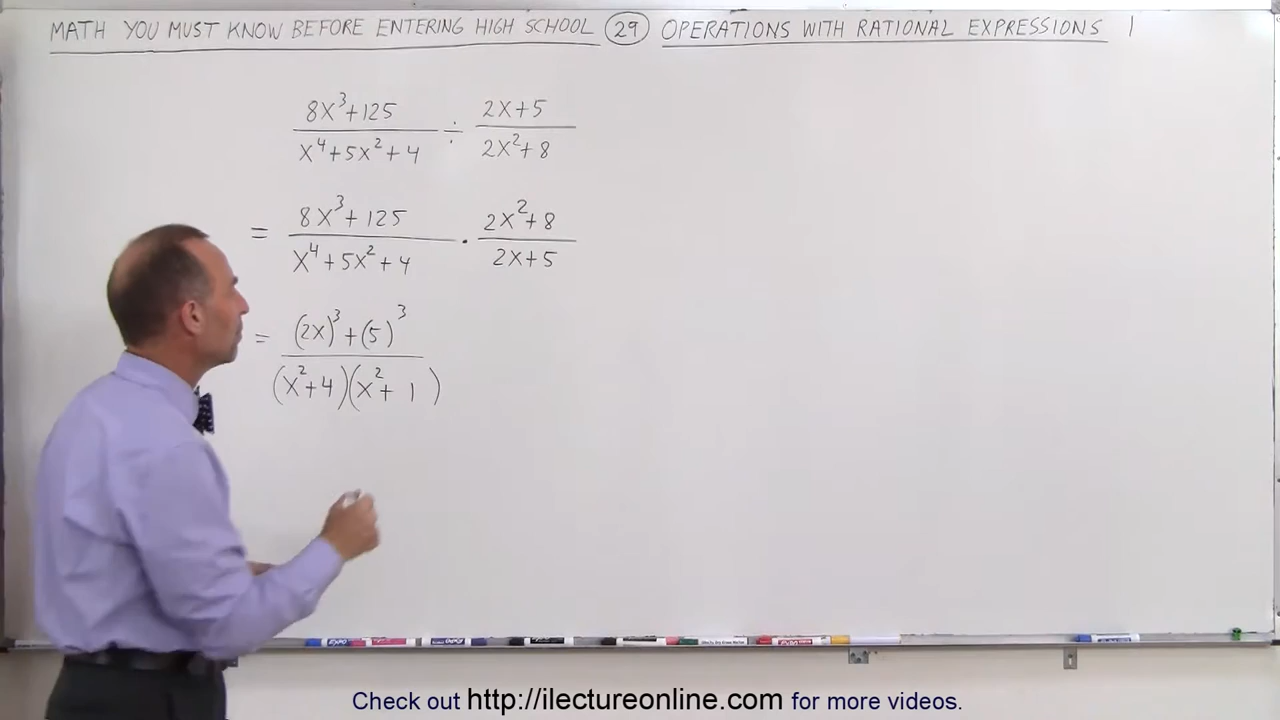 MATH YOU MUST KNOW BEFORE ENTERING HIGH SCHOOL 29 OPERATIONS WITH RATIONAL EXPRESSIONS 1
8x³+125 ÷ 2x+5
x⁴+5x²+4   2x²+8
= 8x³+125 · 2x²+8
x⁴+5x²+4   2x+5
= (2x)³+(5)³
(x²+4)(x²+1)
Check out http://ilectureonline.com for more videos.